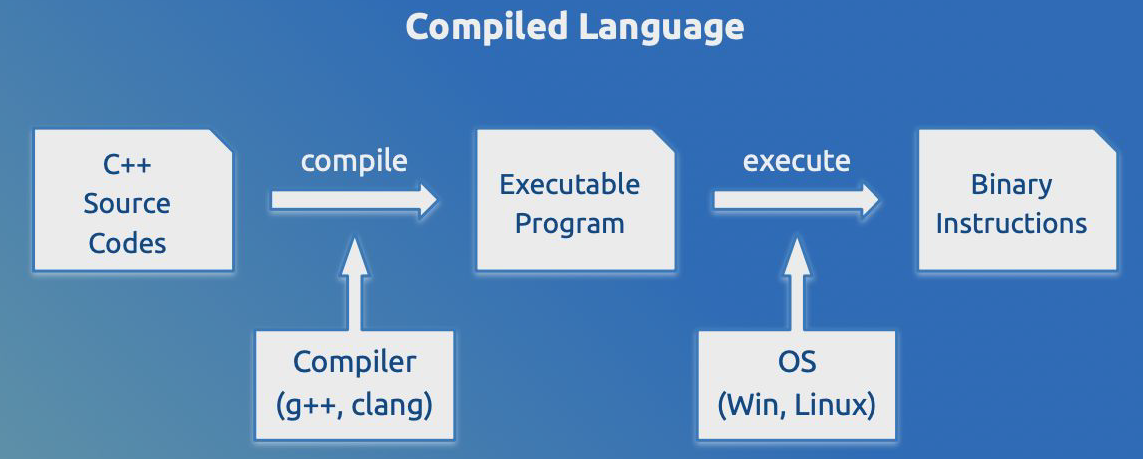 Compiled Language
C++
Source
Codes
compile
Executable
Program
execute
Binary
Instructions
Compiler
(g++, clang)
OS
(Win, Linux)